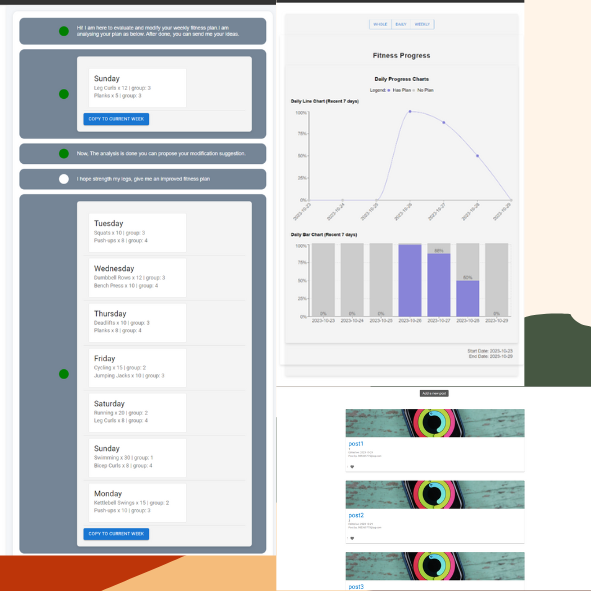 Hi! I am here to evaluate and modify your weekly fitness plan I am
analysing your plan as below. After done, you can send me your ideas.
Sunday
Leg Curls x 12 | group: 3
Planks x 5 | group: 3
COPY TO CURRENT WEEK
Now, The analysis is done you can propose your modification suggestion.
I hope strength my legs, give me an improved fitness plan
Tuesday
Squats x 10 | group: 3
Push-ups x 8 | group: 4
Wednesday
Dumbbell Rows x 12 | group: 3
Bench Press x 10 | group: 4
Thursday
Deadlifts x 10 | group: 3
Planks x 8 | group: 4
Friday
Cycling x 15 | group: 2
Jumping Jacks x 10 | group: 3
Saturday
Running x 20 | group: 2
Leg Curls x 8 | group: 4
Sunday
Swimming x 30 | group: 1
Bicep Curls x 8 | group: 4
Monday
Kettlebell Swings x 15 | group: 2
Push-ups x 10 | group: 3
COPY TO CURRENT WEEK
WHOLE DAILY WEEKLY
Fitness Progress
Daily Progress Charts
Legend: Has Plan No Plan
Daily Line Chart (Recent 7 days)
100%
75%
50%
25%
0%
2023-10-23 2023-10-24 2023-10-25 2023-10-26 2023-10-27 2023-10-28 2023-10-29
Daily Bar Chart (Recent 7 days)
100%
75%
50%
25%
0%
0% 0% 0% 88% 50% 0%
2023-10-23 2023-10-24 2023-10-25 2023-10-26 2023-10-27 2023-10-28 2023-10-29
Start Date: 2023-10-23
End Date: 2023-10-29
Add a new post
post1
post2
post3